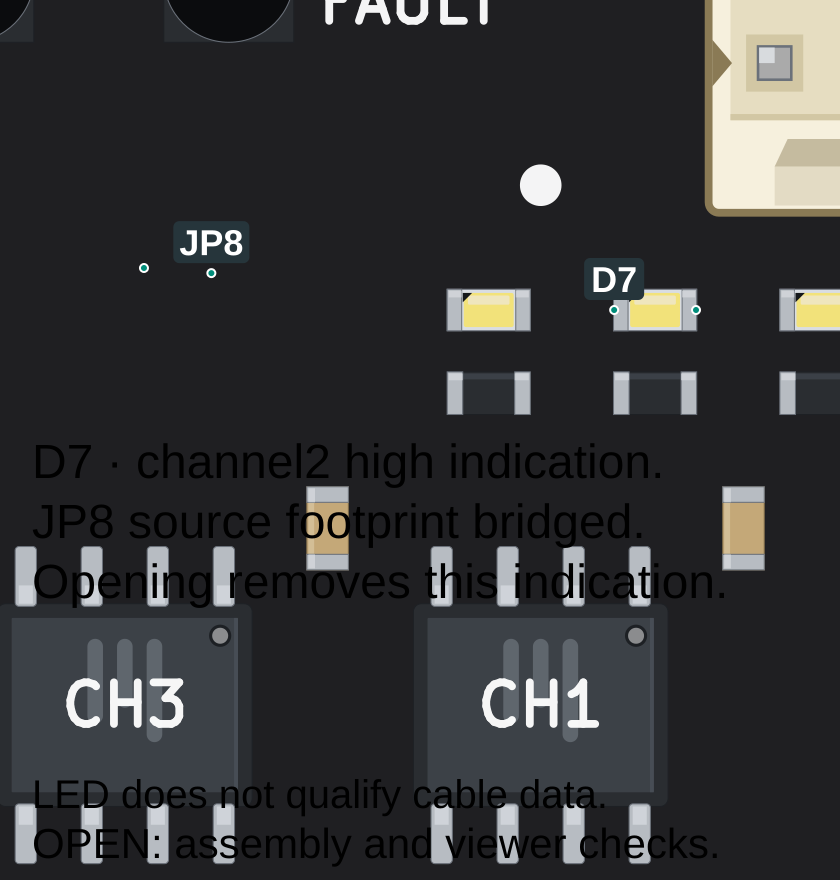 FAULT
JP8
D7
D7 · channel2 high indication.
JP8 source footprint bridged.
Opening removes this indication.
CH3 CH1
LED does not qualify cable data.
OPEN: assembly and viewer checks.